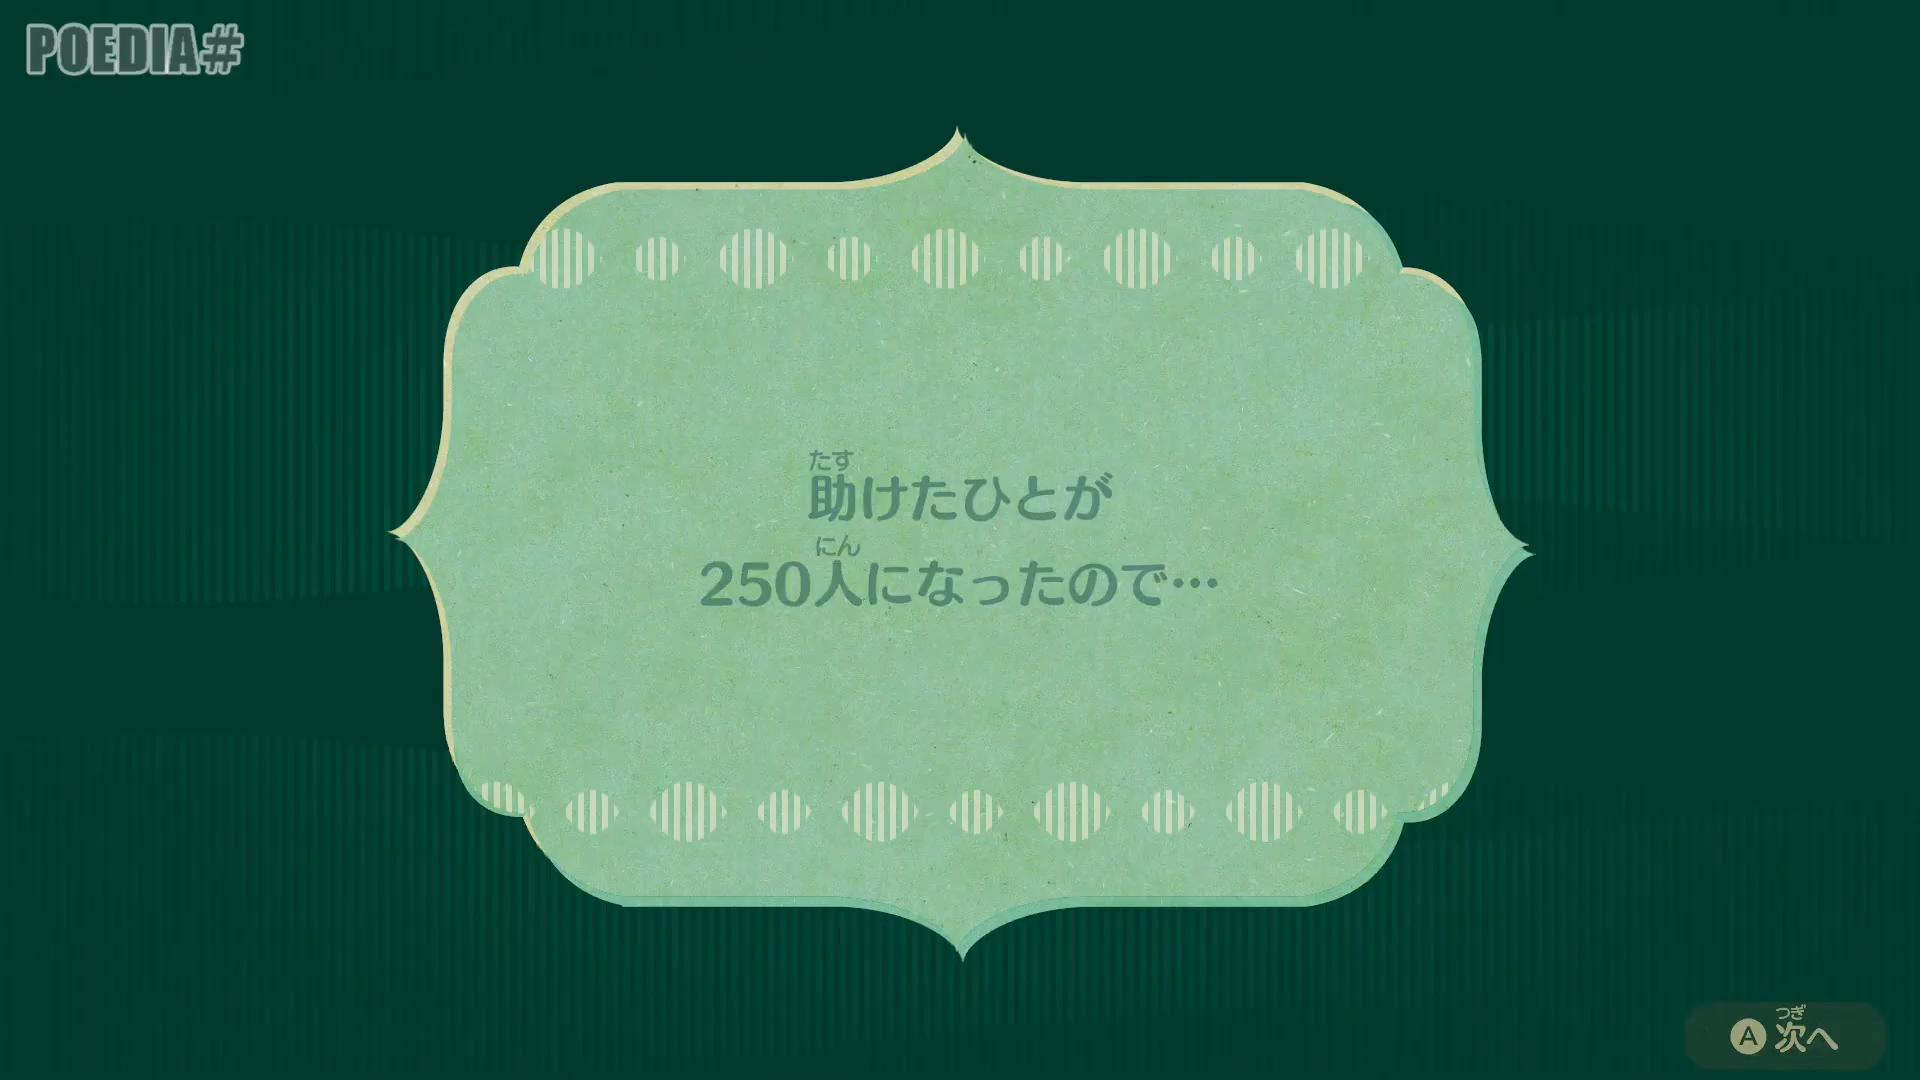 POEDIA#
たす
助けたひとが
にん
250人になったので…
つぎ
A 次へ